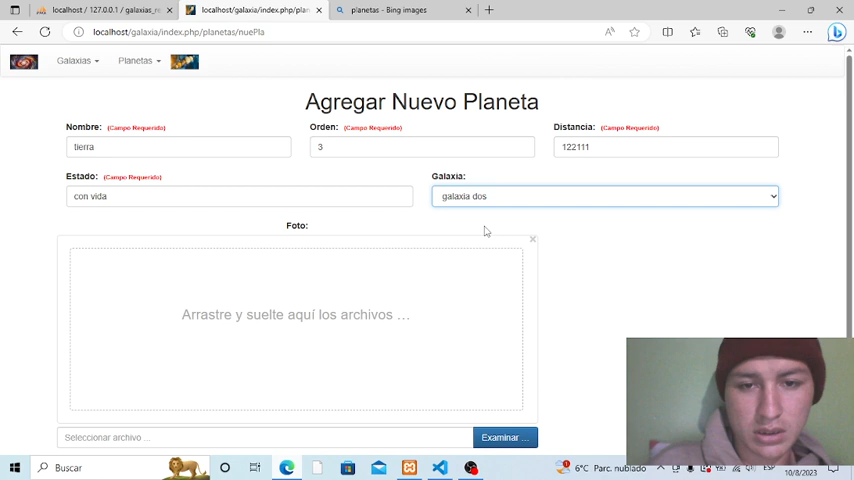 localhost / 127.0.0.1 / galaxias_re
localhost/galaxia/index.php/plan
planetas - Bing images
localhost/galaxia/index.php/planetas/nuePla
Galaxias
Planetas
Agregar Nuevo Planeta
Nombre: (Campo Requerido)
Orden: (Campo Requerido)
Distancia: (Campo Requerido)
tierra
3
122111
Estado: (Campo Requerido)
Galaxia:
con vida
galaxia dos
Foto:
Arrastre y suelte aquí los archivos …
Seleccionar archivo ...
Examinar …
Buscar
6°C Parc. nublado
ESP
10/8/2023